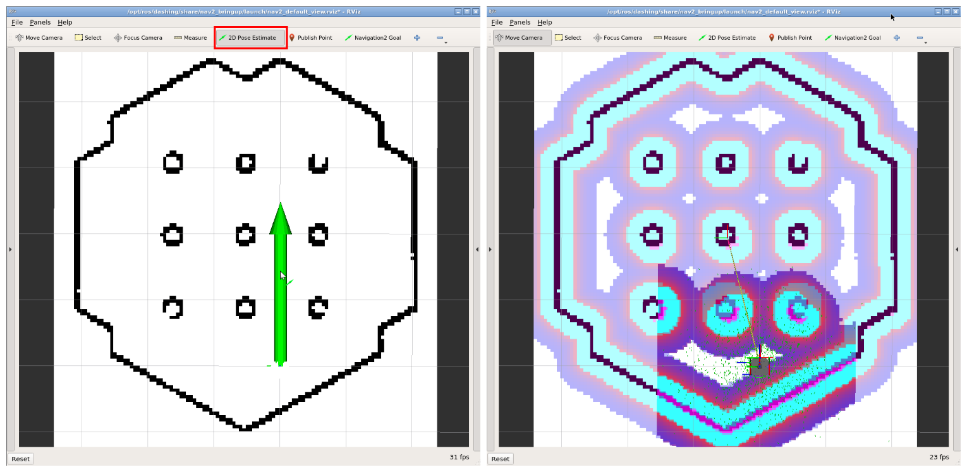 /opt/ros/dashing/share/nav2_bringup/launch/nav2_default_view.rviz* - RViz
File Panels Help
Move Camera Select Focus Camera Measure 2D Pose Estimate Publish Point Navigation2 Goal
Reset
31 fps
/opt/ros/dashing/share/nav2_bringup/launch/nav2_default_view.rviz* - RViz
File Panels Help
Move Camera Select Focus Camera Measure 2D Pose Estimate Publish Point Navigation2 Goal
Reset
23 fps